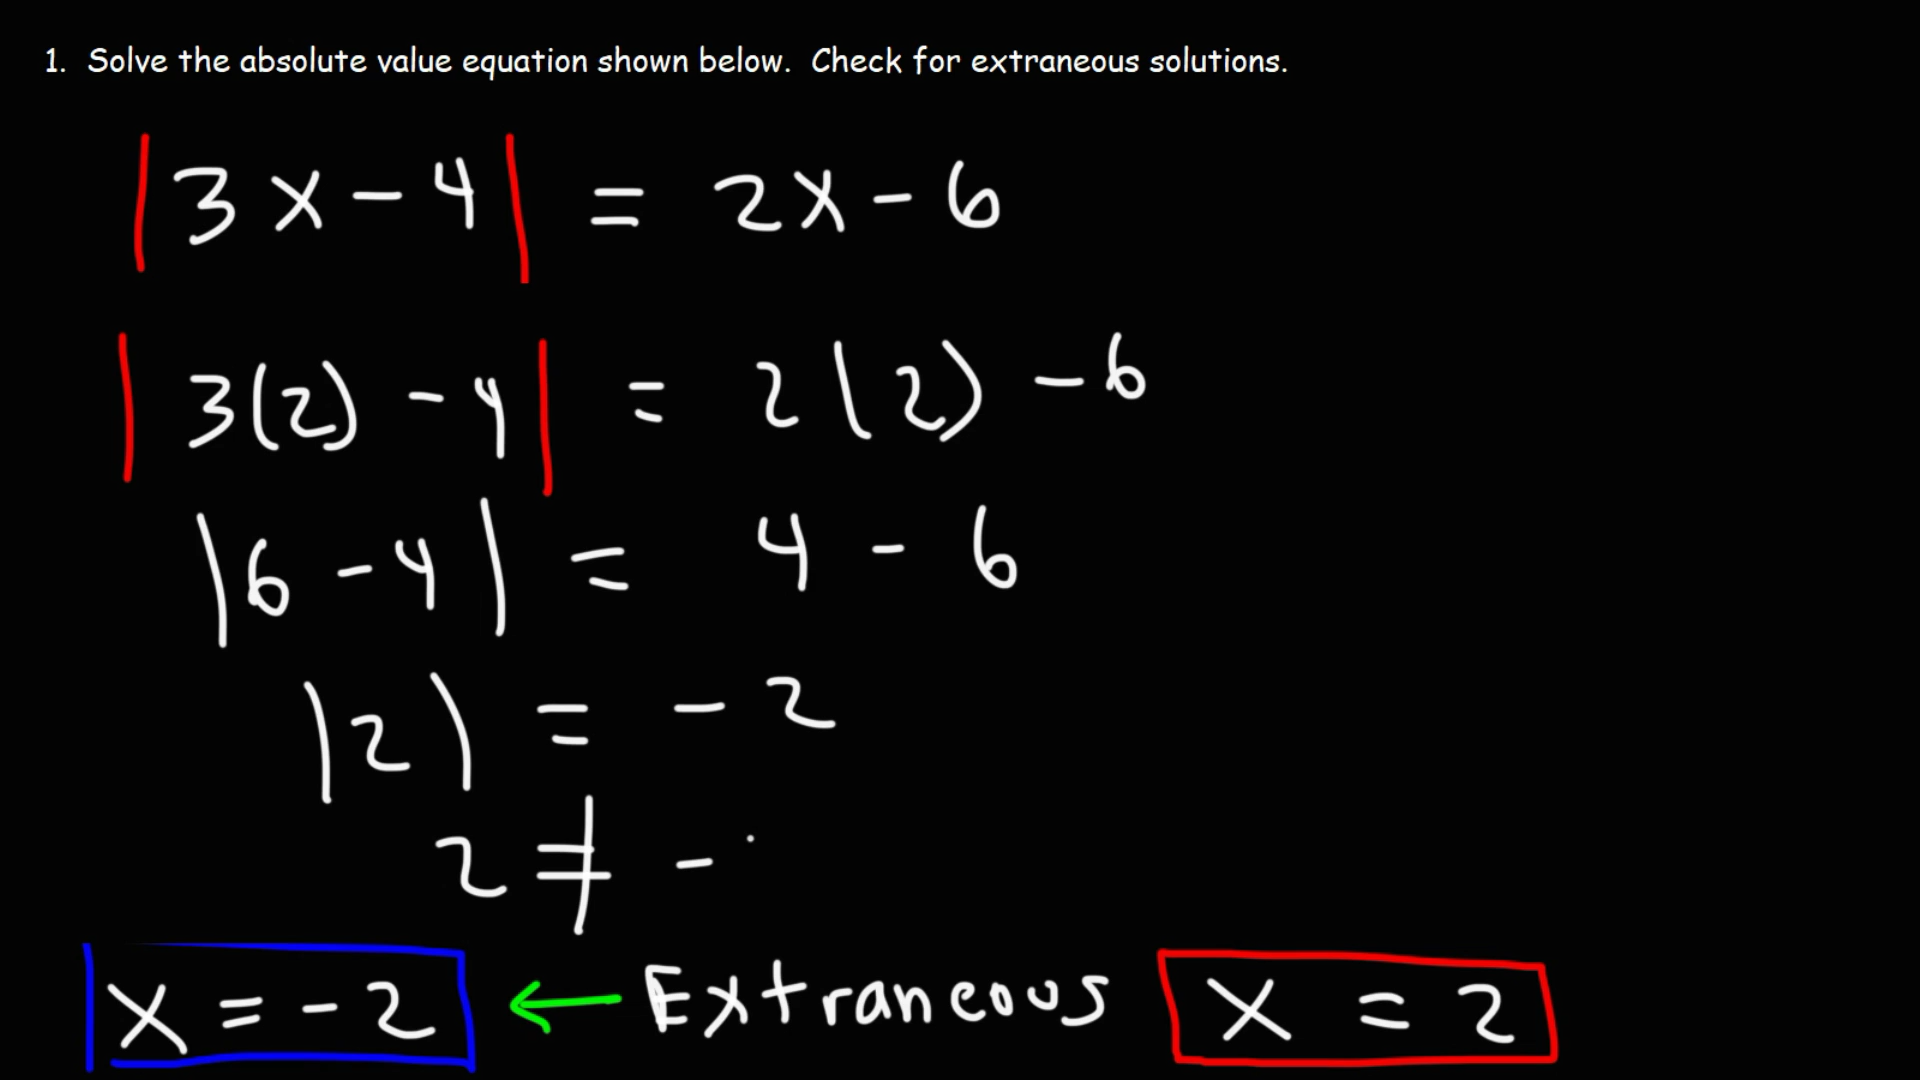 1. Solve the absolute value equation shown below. Check for extraneous solutions.
|3x-4| = 2x-6
|3(2)-4| = 2(2)-6
|6-4| = 4-6
|2| = -2
2 ≠ -
x = -2 ← Extraneous x = 2